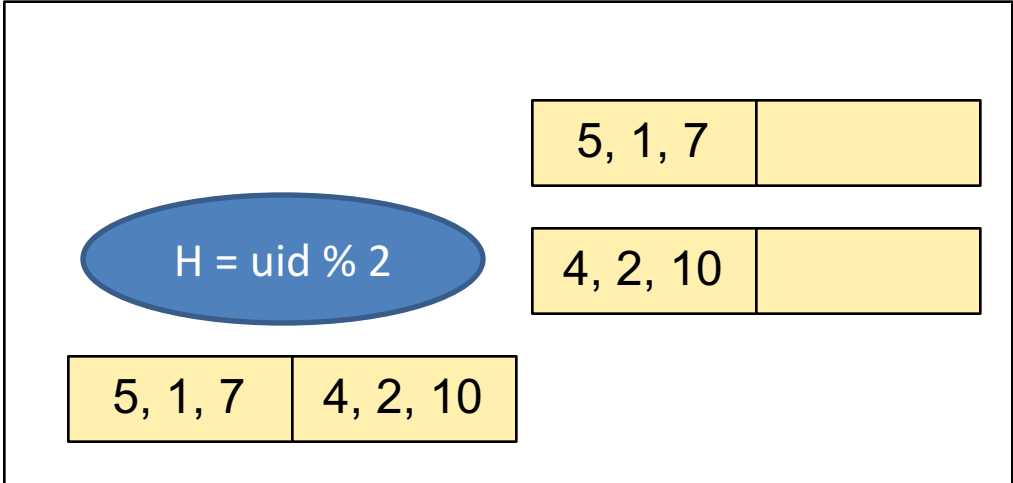 5, 1, 7
H = uid % 2
4, 2, 10
5, 1, 7 4, 2, 10